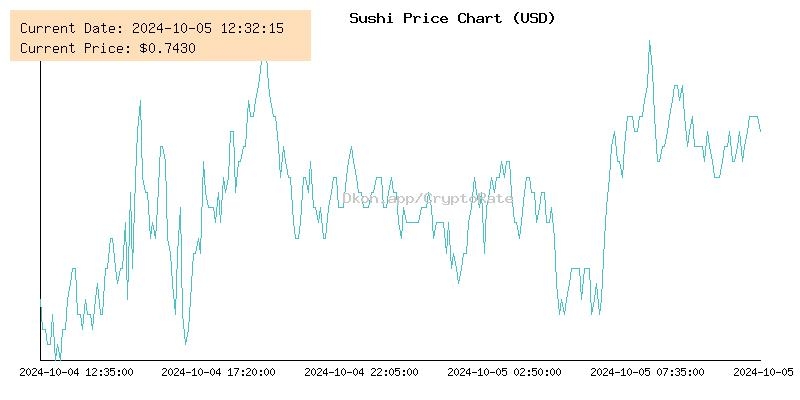 Sushi Price Chart (USD)
Current Date: 2024-10-05 12:32:15
Current Price: $0.7430
Okon.app/CryptoRate
2024-10-04 12:35:00 2024-10-04 17:20:00 2024-10-04 22:05:00 2024-10-05 02:50:00 2024-10-05 07:35:00 2024-10-05